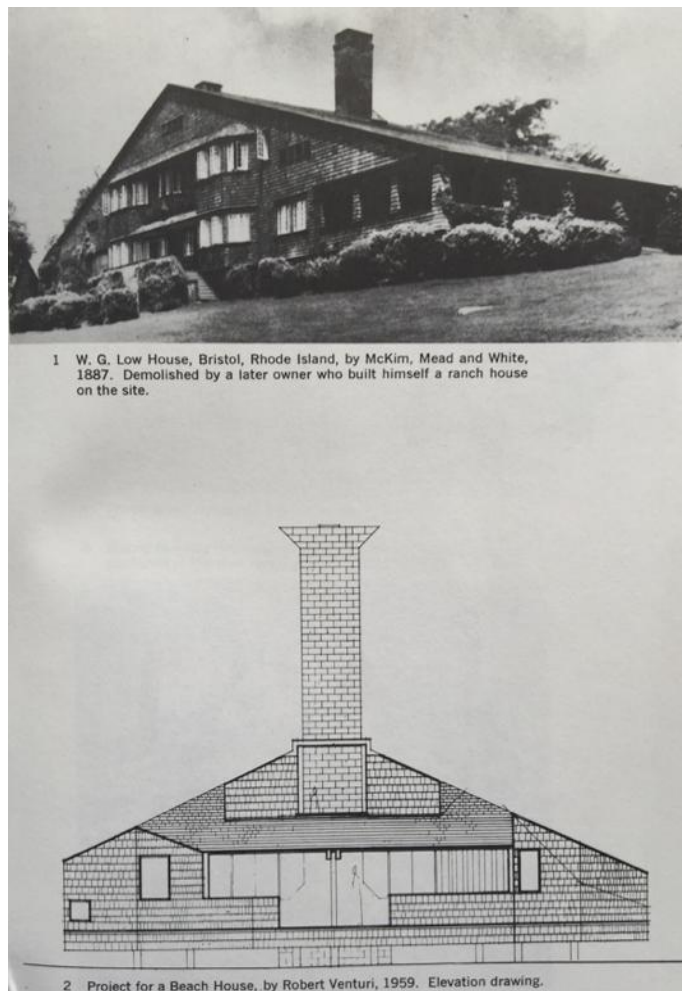 1 W. G. Low House, Bristol, Rhode Island, by McKim, Mead and White,
1887. Demolished by a later owner who built himself a ranch house
on the site.
2 Project for a Beach House, by Robert Venturi, 1959. Elevation drawing.